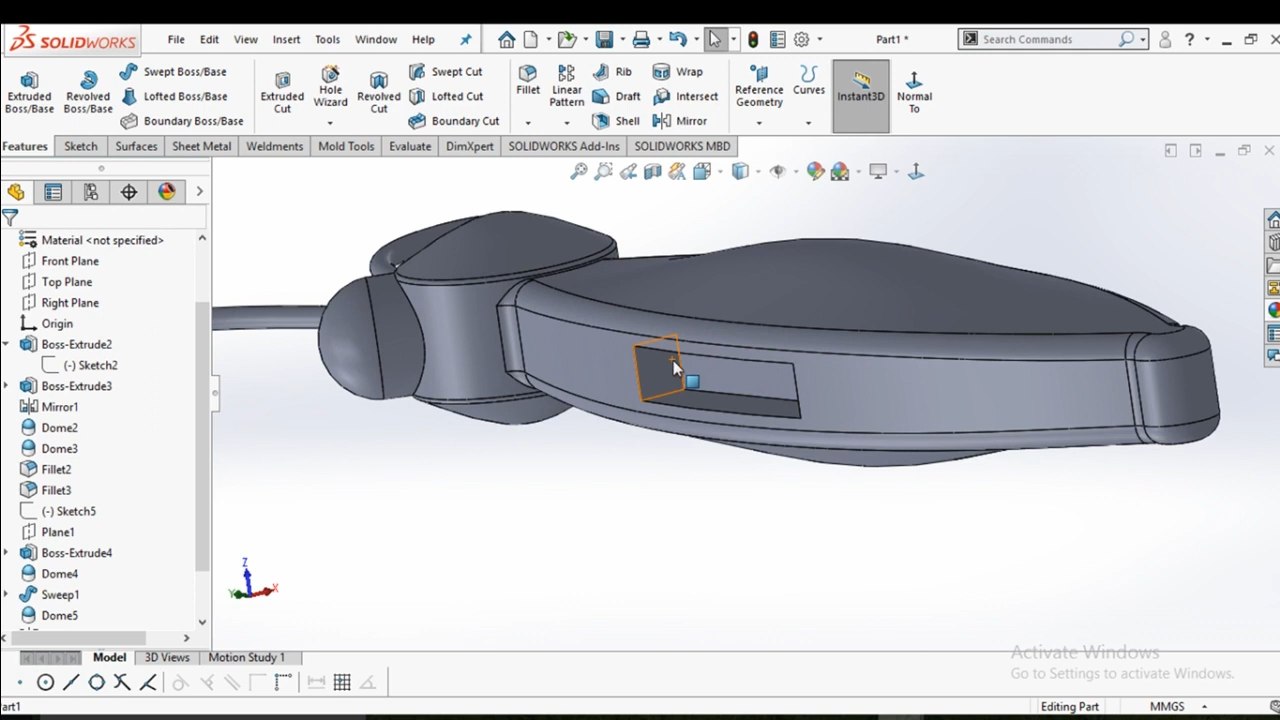 SOLIDWORKS File Edit View Insert Tools Window Help Part1 * Search Commands ?
Extruded Boss/Base
Revolved Boss/Base
Swept Boss/Base
Lofted Boss/Base
Boundary Boss/Base
Extruded Cut
Hole Wizard
Revolved Cut
Swept Cut
Lofted Cut
Boundary Cut
Fillet
Linear Pattern
Rib
Draft
Shell
Wrap
Intersect
Mirror
Reference Geometry
Curves
Instant3D
Normal To
Features Sketch Surfaces Sheet Metal Weldments Mold Tools Evaluate DimXpert SOLIDWORKS Add-Ins SOLIDWORKS MBD
Material <not specified>
Front Plane
Top Plane
Right Plane
Origin
Boss-Extrude2
(-) Sketch2
Boss-Extrude3
Mirror1
Dome2
Dome3
Fillet2
Fillet3
(-) Sketch5
Plane1
Boss-Extrude4
Dome4
Sweep1
Dome5
Z
Y X
Activate Windows
Go to Settings to activate Windows.
Model 3D Views Motion Study 1
art1 Editing Part MMGS